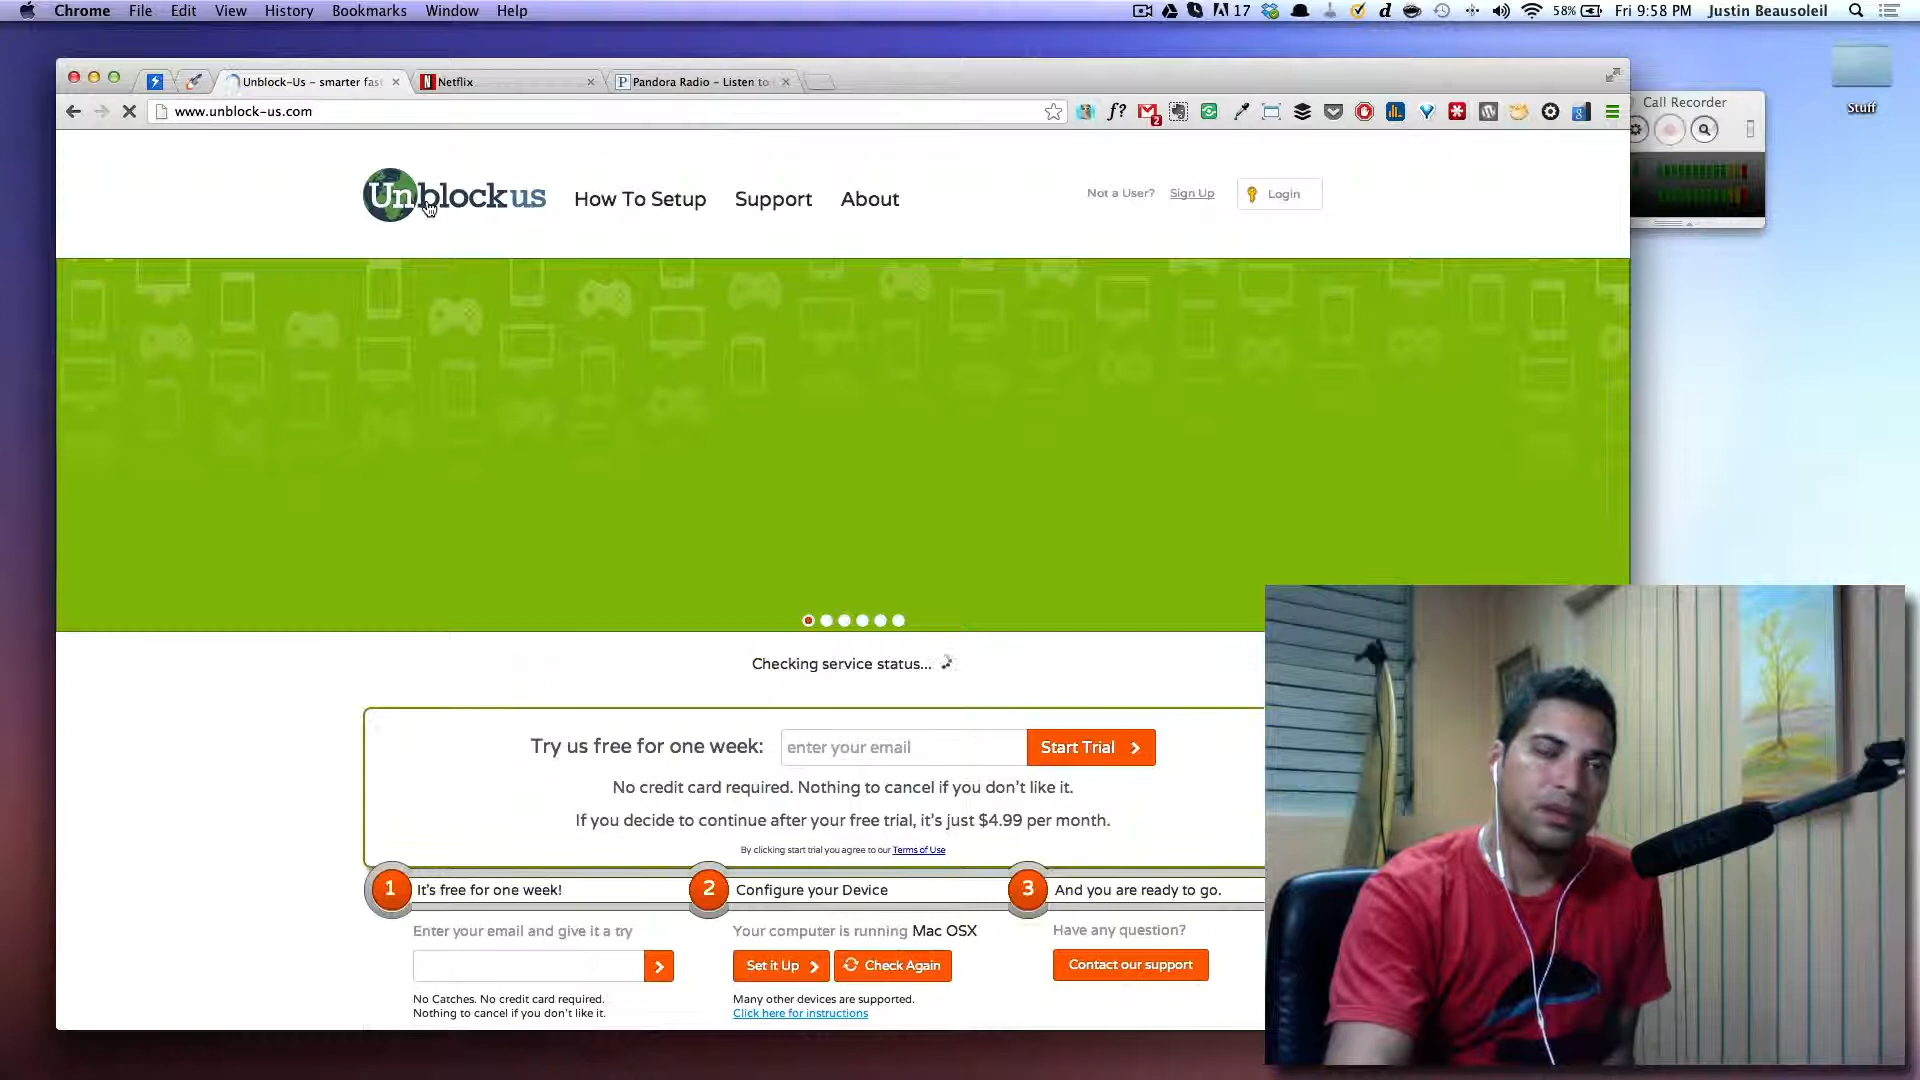 Chrome File Edit View History Bookmarks Window Help 17 58% Fri 9:58 PM Justin Beausoleil
Unblock-Us - smarter fas Netflix Pandora Radio - Listen to
www.unblock-us.com
Call Recorder
Stuff
Unblockus How To Setup Support About Not a User? Sign Up Login
Checking service status...
Try us free for one week: enter your email Start Trial
No credit card required. Nothing to cancel if you don't like it.
If you decide to continue after your free trial, it's just $4.99 per month.
By clicking start trial you agree to our Terms of Use
1 It's free for one week! 2 Configure your Device 3 And you are ready to go.
Enter your email and give it a try Your computer is running Mac OSX Have any question?
Set it Up Check Again Contact our support
No Catches. No credit card required. Many other devices are supported.
Nothing to cancel if you don't like it. Click here for instructions